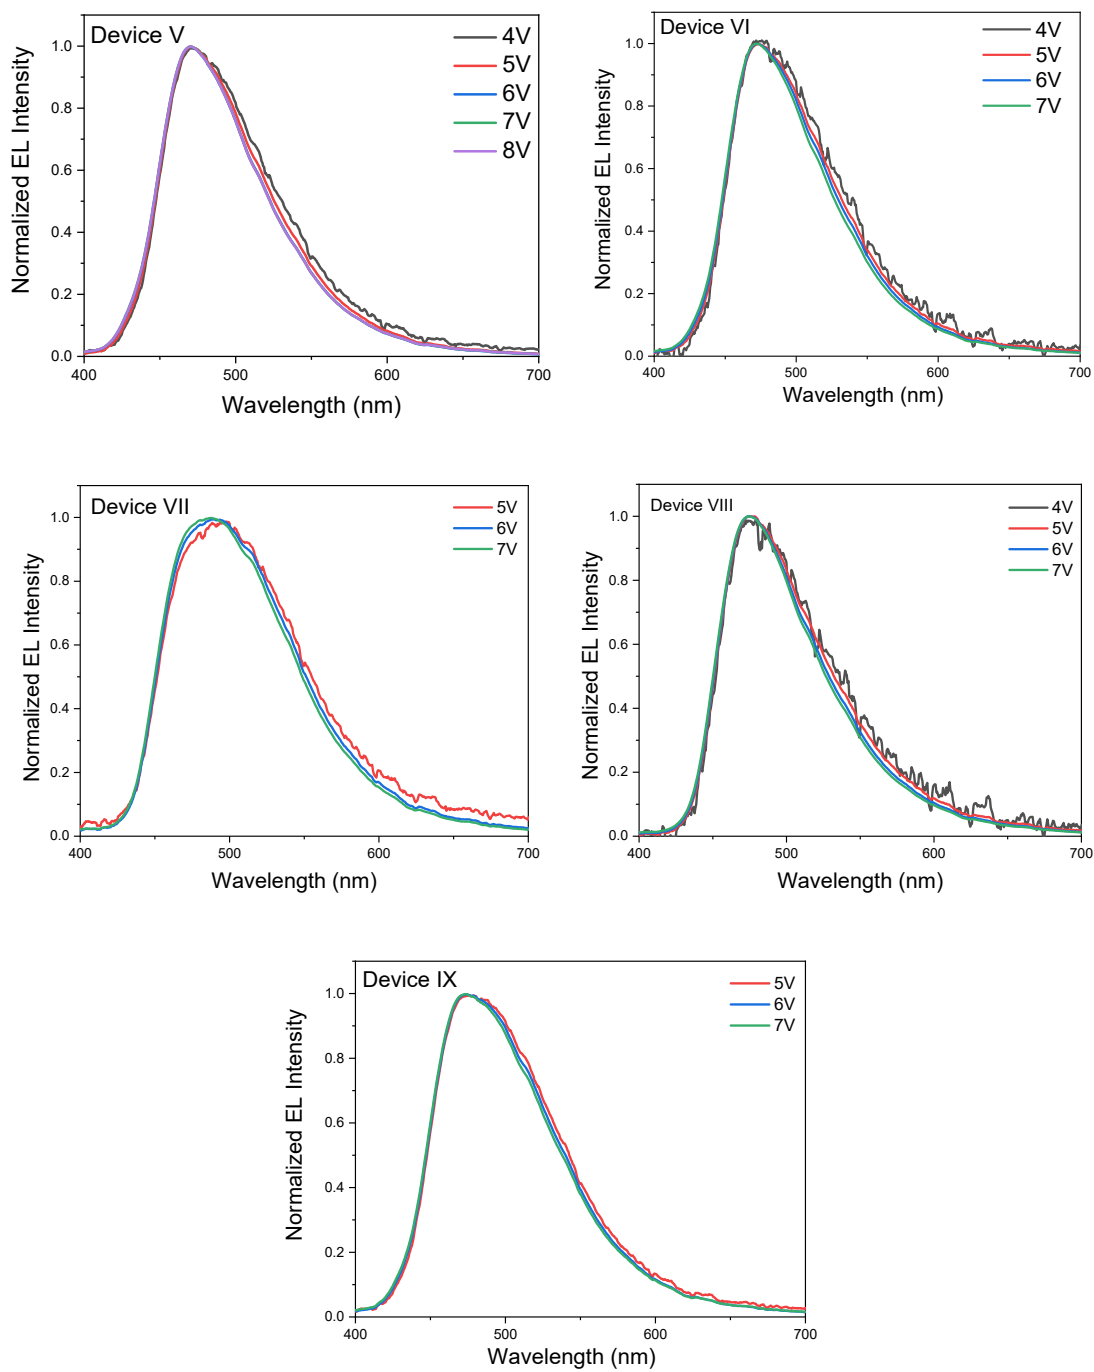 Device V
4V
5V
6V
7V
8V
Normalized EL Intensity
1.0
0.8
0.6
0.4
0.2
0.0
400
500
600
700
Wavelength (nm)
Device VI
4V
5V
6V
7V
Normalized EL Intensity
1.0
0.8
0.6
0.4
0.2
0.0
400
500
600
700
Wavelength (nm)
Device VII
5V
6V
7V
Normalized EL Intensity
1.0
0.8
0.6
0.4
0.2
0.0
400
500
600
700
Wavelength (nm)
Device VIII
4V
5V
6V
7V
Normalized EL Intensity
1.0
0.8
0.6
0.4
0.2
0.0
400
500
600
700
Wavelength (nm)
Device IX
5V
6V
7V
Normalized EL Intensity
1.0
0.8
0.6
0.4
0.2
0.0
400
500
600
700
Wavelength (nm)